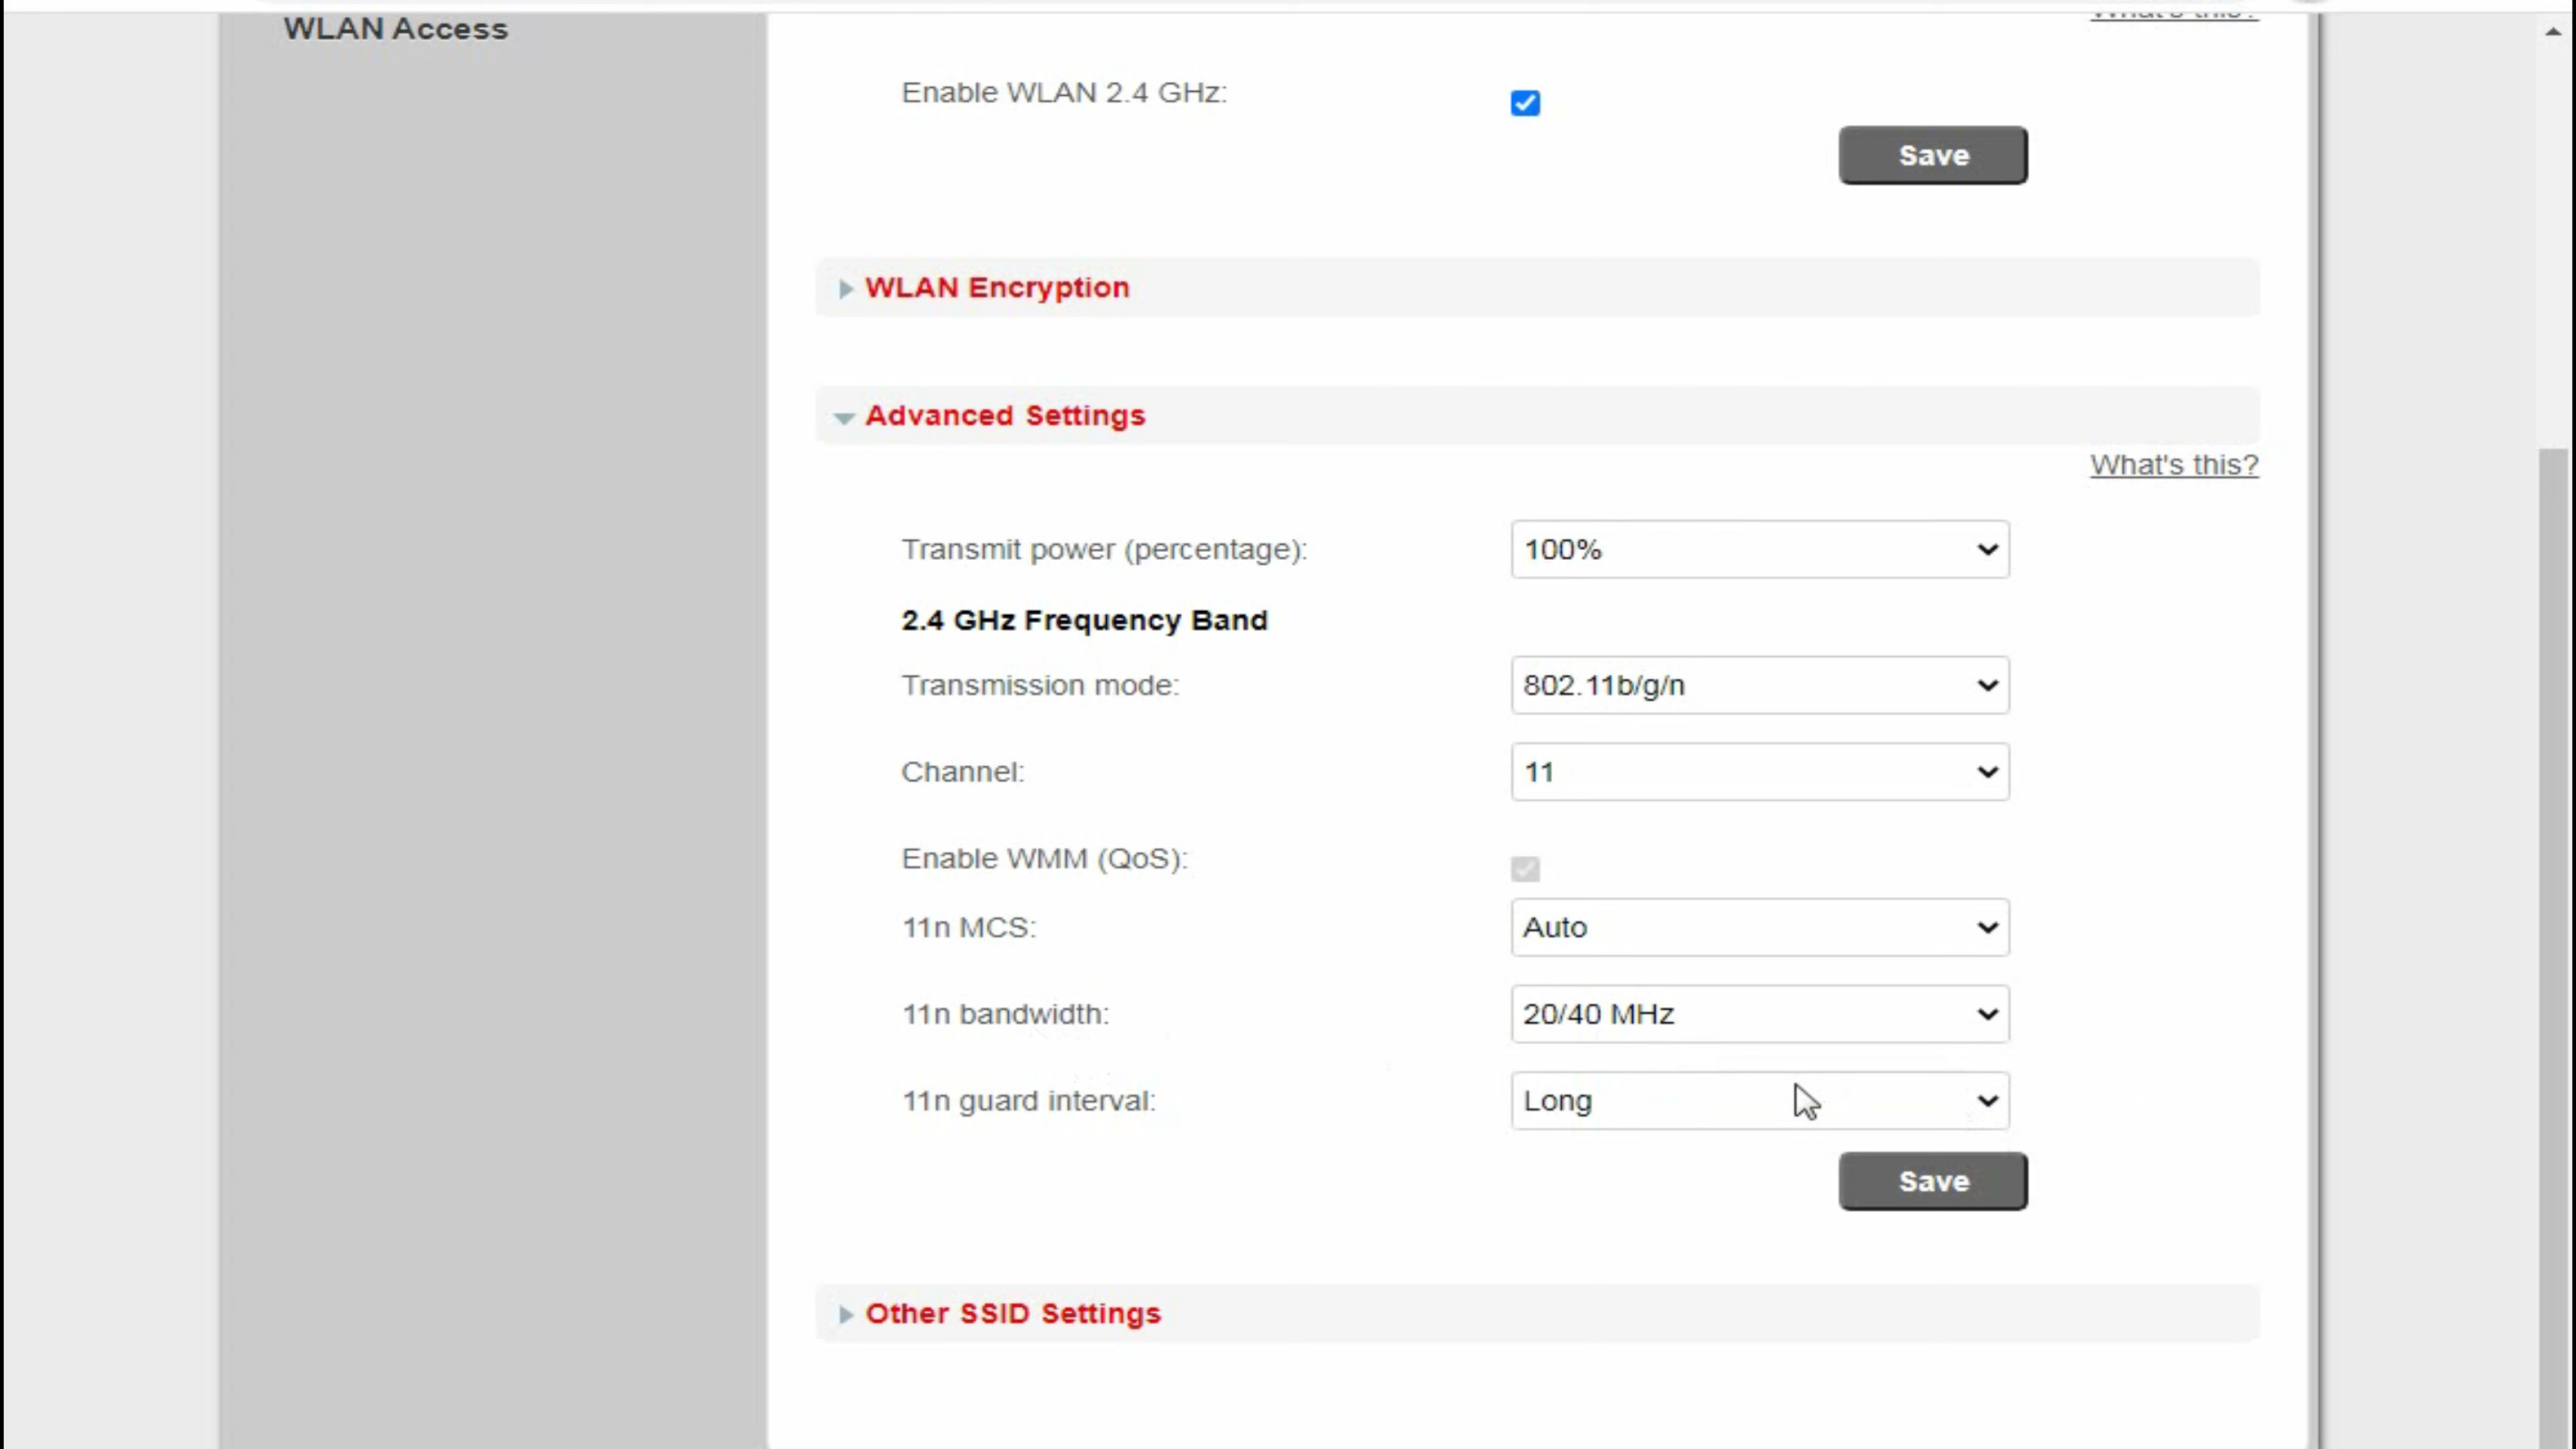 WLAN Access
What's this?
Enable WLAN 2.4 GHz:
Save
WLAN Encryption
Advanced Settings
What's this?
Transmit power (percentage):
100%
2.4 GHz Frequency Band
Transmission mode:
802.11b/g/n
Channel:
11
Enable WMM (QoS):
11n MCS:
Auto
11n bandwidth:
20/40 MHz
11n guard interval:
Long
Save
Other SSID Settings